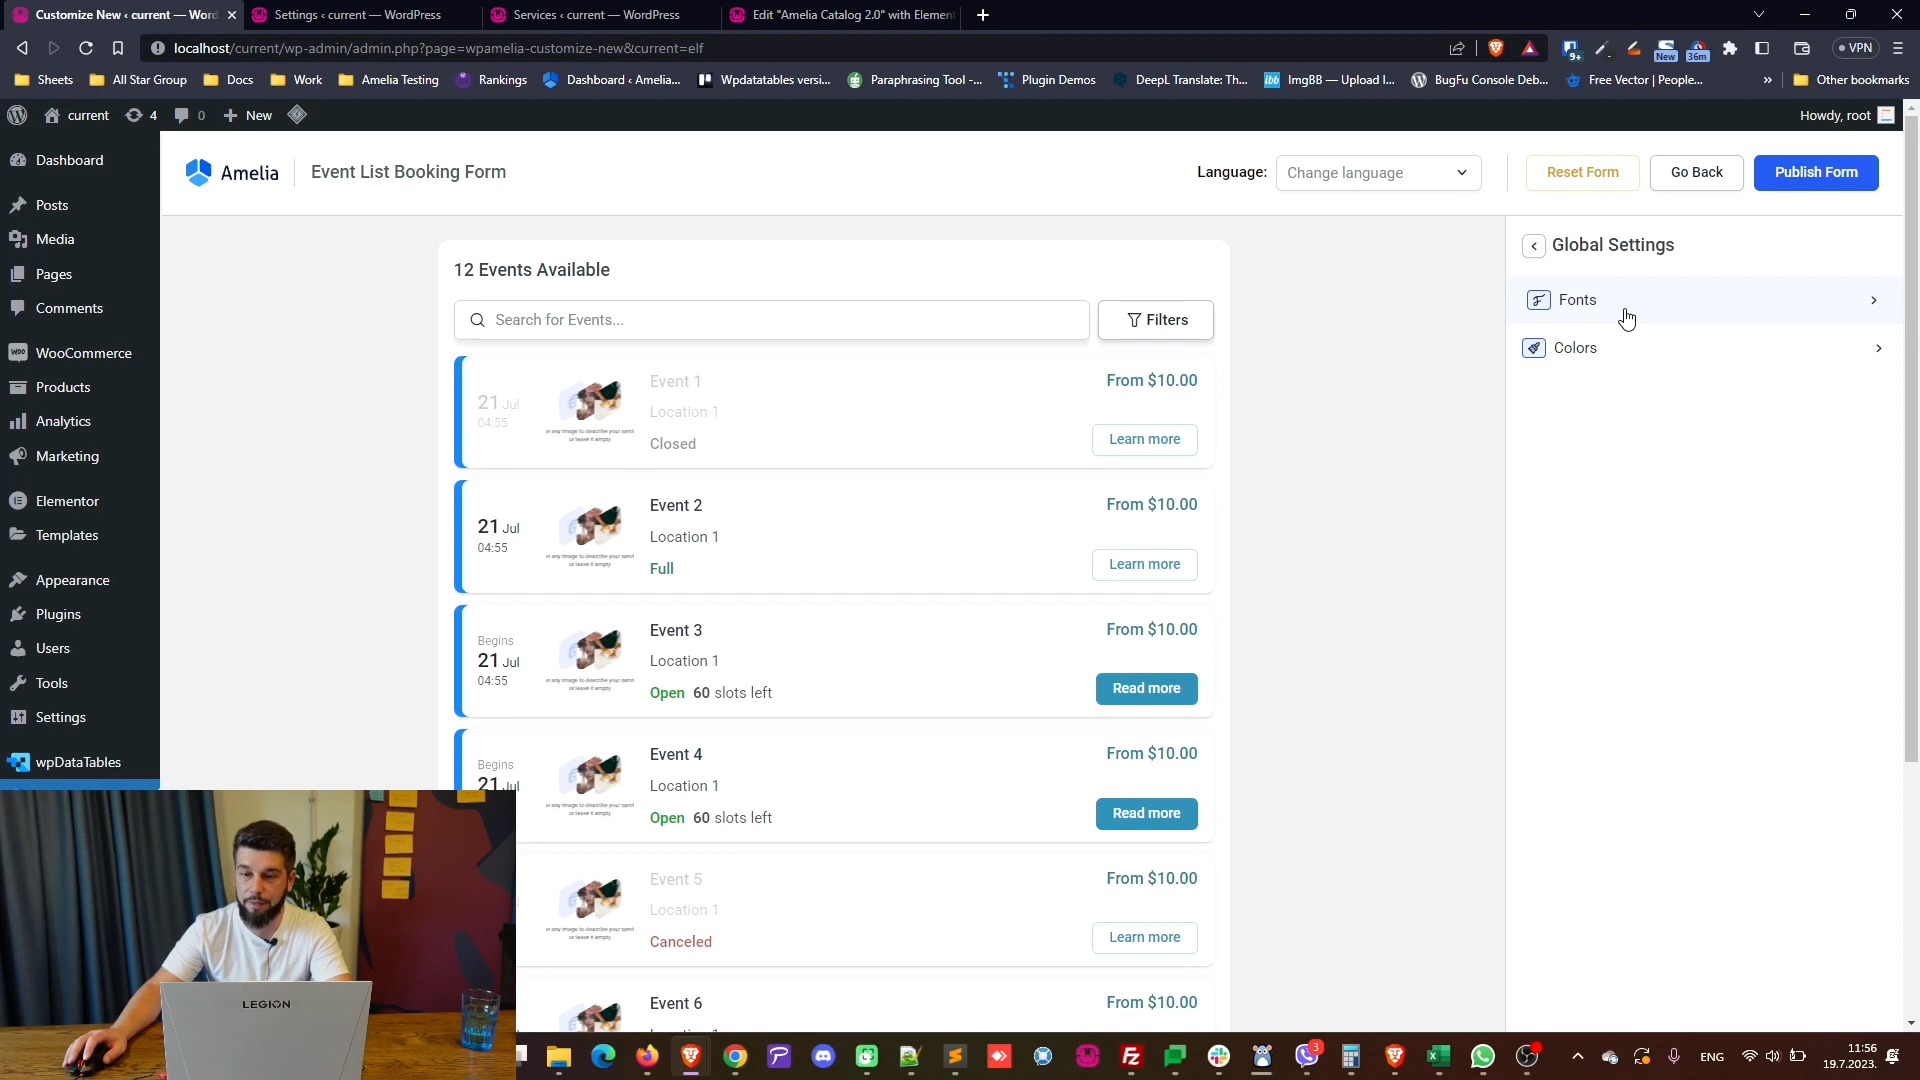 Customize New ‹ current — Word
Settings ‹ current — WordPress
Services ‹ current — WordPress
Edit "Amelia Catalog 2.0" with Elemen
localhost/current/wp-admin/admin.php?page=wpamelia-customize-new&current=elf
9+
New
36m
VPN
Sheets
All Star Group
Docs
Work
Amelia Testing
Rankings
Dashboard ‹ Amelia...
Wpdatatables versi...
Paraphrasing Tool -...
Plugin Demos
DeepL Translate: Th...
ImgBB — Upload I...
BugFu Console Deb...
Free Vector | People...
»
Other bookmarks
current
4
0
New
Howdy, root
Dashboard
Posts
Media
Pages
Comments
WooCommerce
Products
Analytics
Marketing
Elementor
Templates
Appearance
Plugins
Users
Tools
Settings
wpDataTables
Amelia
Event List Booking Form
Language:
Change language
Reset Form
Go Back
Publish Form
12 Events Available
Search for Events...
Filters
21 Jul
04:55
Event 1
Location 1
Closed
From $10.00
Learn more
21 Jul
04:55
Event 2
Location 1
Full
From $10.00
Learn more
Begins
21 Jul
04:55
Event 3
Location 1
Open 60 slots left
From $10.00
Read more
Begins
21 Jul
Event 4
Location 1
Open 60 slots left
From $10.00
Read more
Event 5
Location 1
Canceled
From $10.00
Learn more
Event 6
From $10.00
Global Settings
Fonts
Colors
LEGION
3
ENG
11:56
19.7.2023.